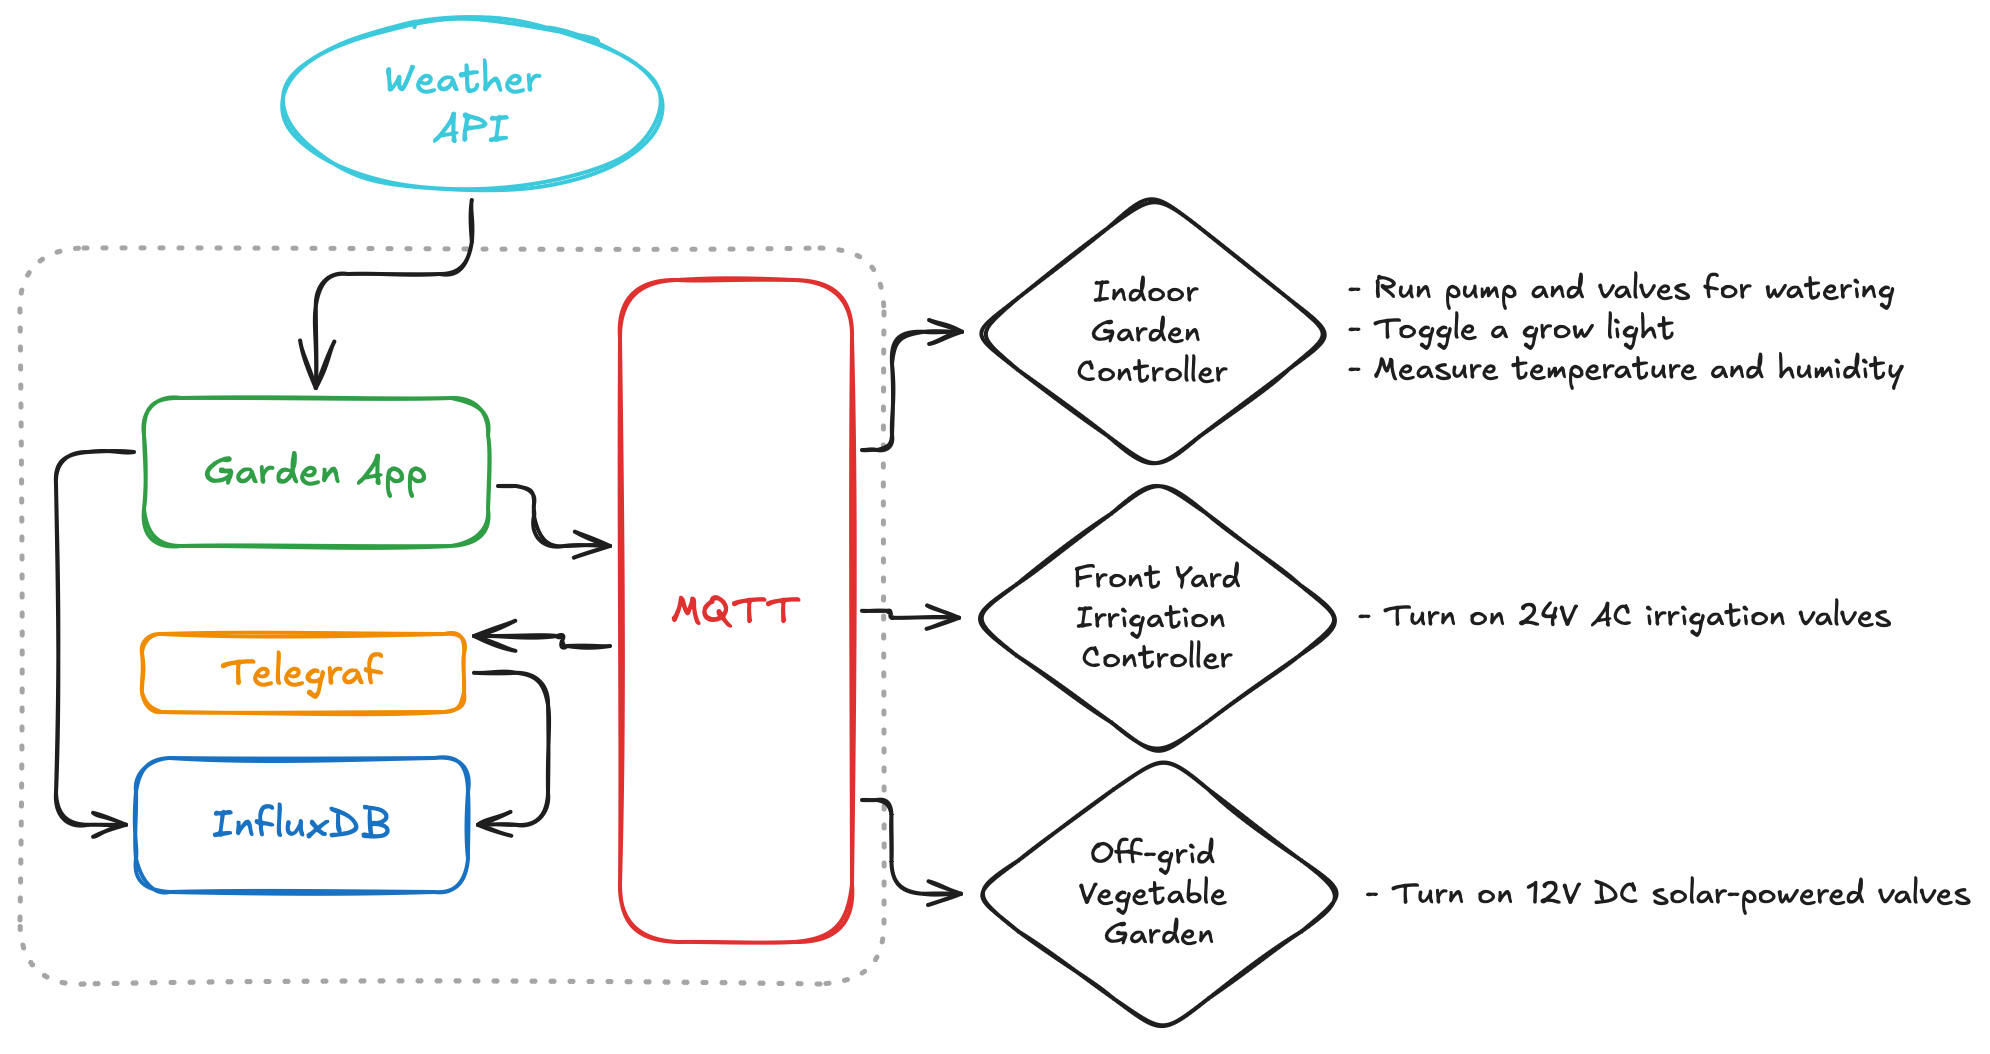 Weather
API
Garden App
Telegraf
InfluxDB
MQTT
Indoor
Garden
Controller
- Run pump and valves for watering
- Toggle a grow light
- Measure temperature and humidity
Front Yard
Irrigation
Controller
- Turn on 24V AC irrigation valves
Off-grid
Vegetable
Garden
- Turn on 12V DC solar-powered valves